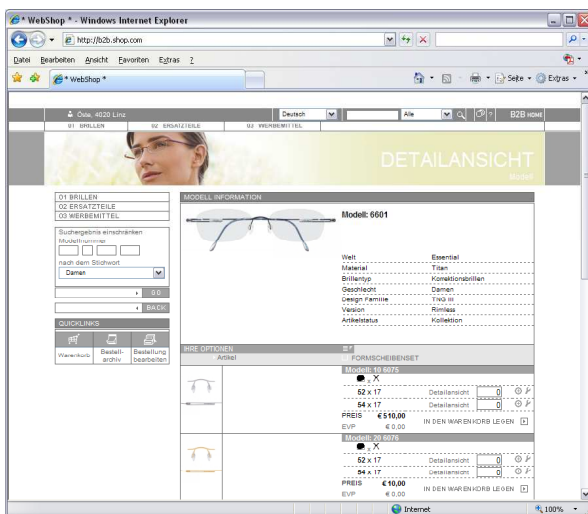 * WebShop * - Windows Internet Explorer
http://b2b.shop.com
Datei Bearbeiten Ansicht Favoriten Extras ?
* WebShop *
Seite Extras
Öste, 4020 Linz Deutsch Alle ? B2B HOME
01 BRILLEN 02 ERSATZTEILE 03 WERBEMITTEL
DETAILANSICHT
Modell
01 BRILLEN
02 ERSATZTEILE
03 WERBEMITTEL
Suchergebnis einschränken
Modellnummer
nach dem Stichwort
Damen
GO
BACK
QUICKLINKS
Warenkorb
Bestell-archiv
Bestellung bearbeiten
MODELL INFORMATION
Modell: 6601
Welt Essential
Material Titan
Brillentyp Korrektionsbrillen
Geschlecht Damen
Design Familie TNG III
Version Rimless
Artikelstatus Kollektion
IHRE OPTIONEN
Artikel FORMSCHEIBENSET
Modell: 10 6075
x X
52 x 17 Detailansicht 0
54 x 17 Detailansicht 0
PREIS € 510,00 IN DEN WARENKORB LEGEN
EVP € 0,00
Modell: 20 6076
x X
52 x 17 Detailansicht 0
54 x 17 Detailansicht 0
PREIS € 10,00 IN DEN WARENKORB LEGEN
EVP € 0,00
Internet 100%